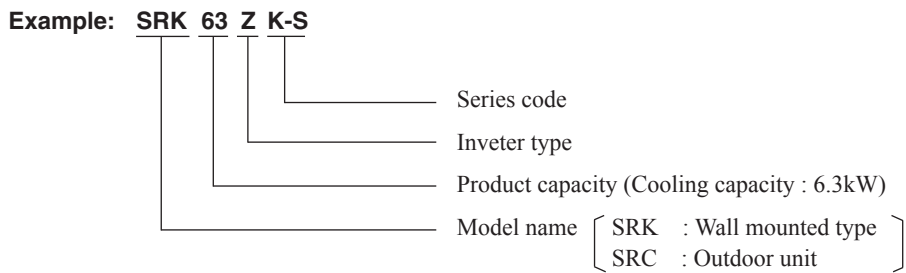 Example: SRK 63 Z K-S
Series code
Inveter type
Product capacity (Cooling capacity : 6.3kW)
Model name SRK : Wall mounted type
SRC : Outdoor unit